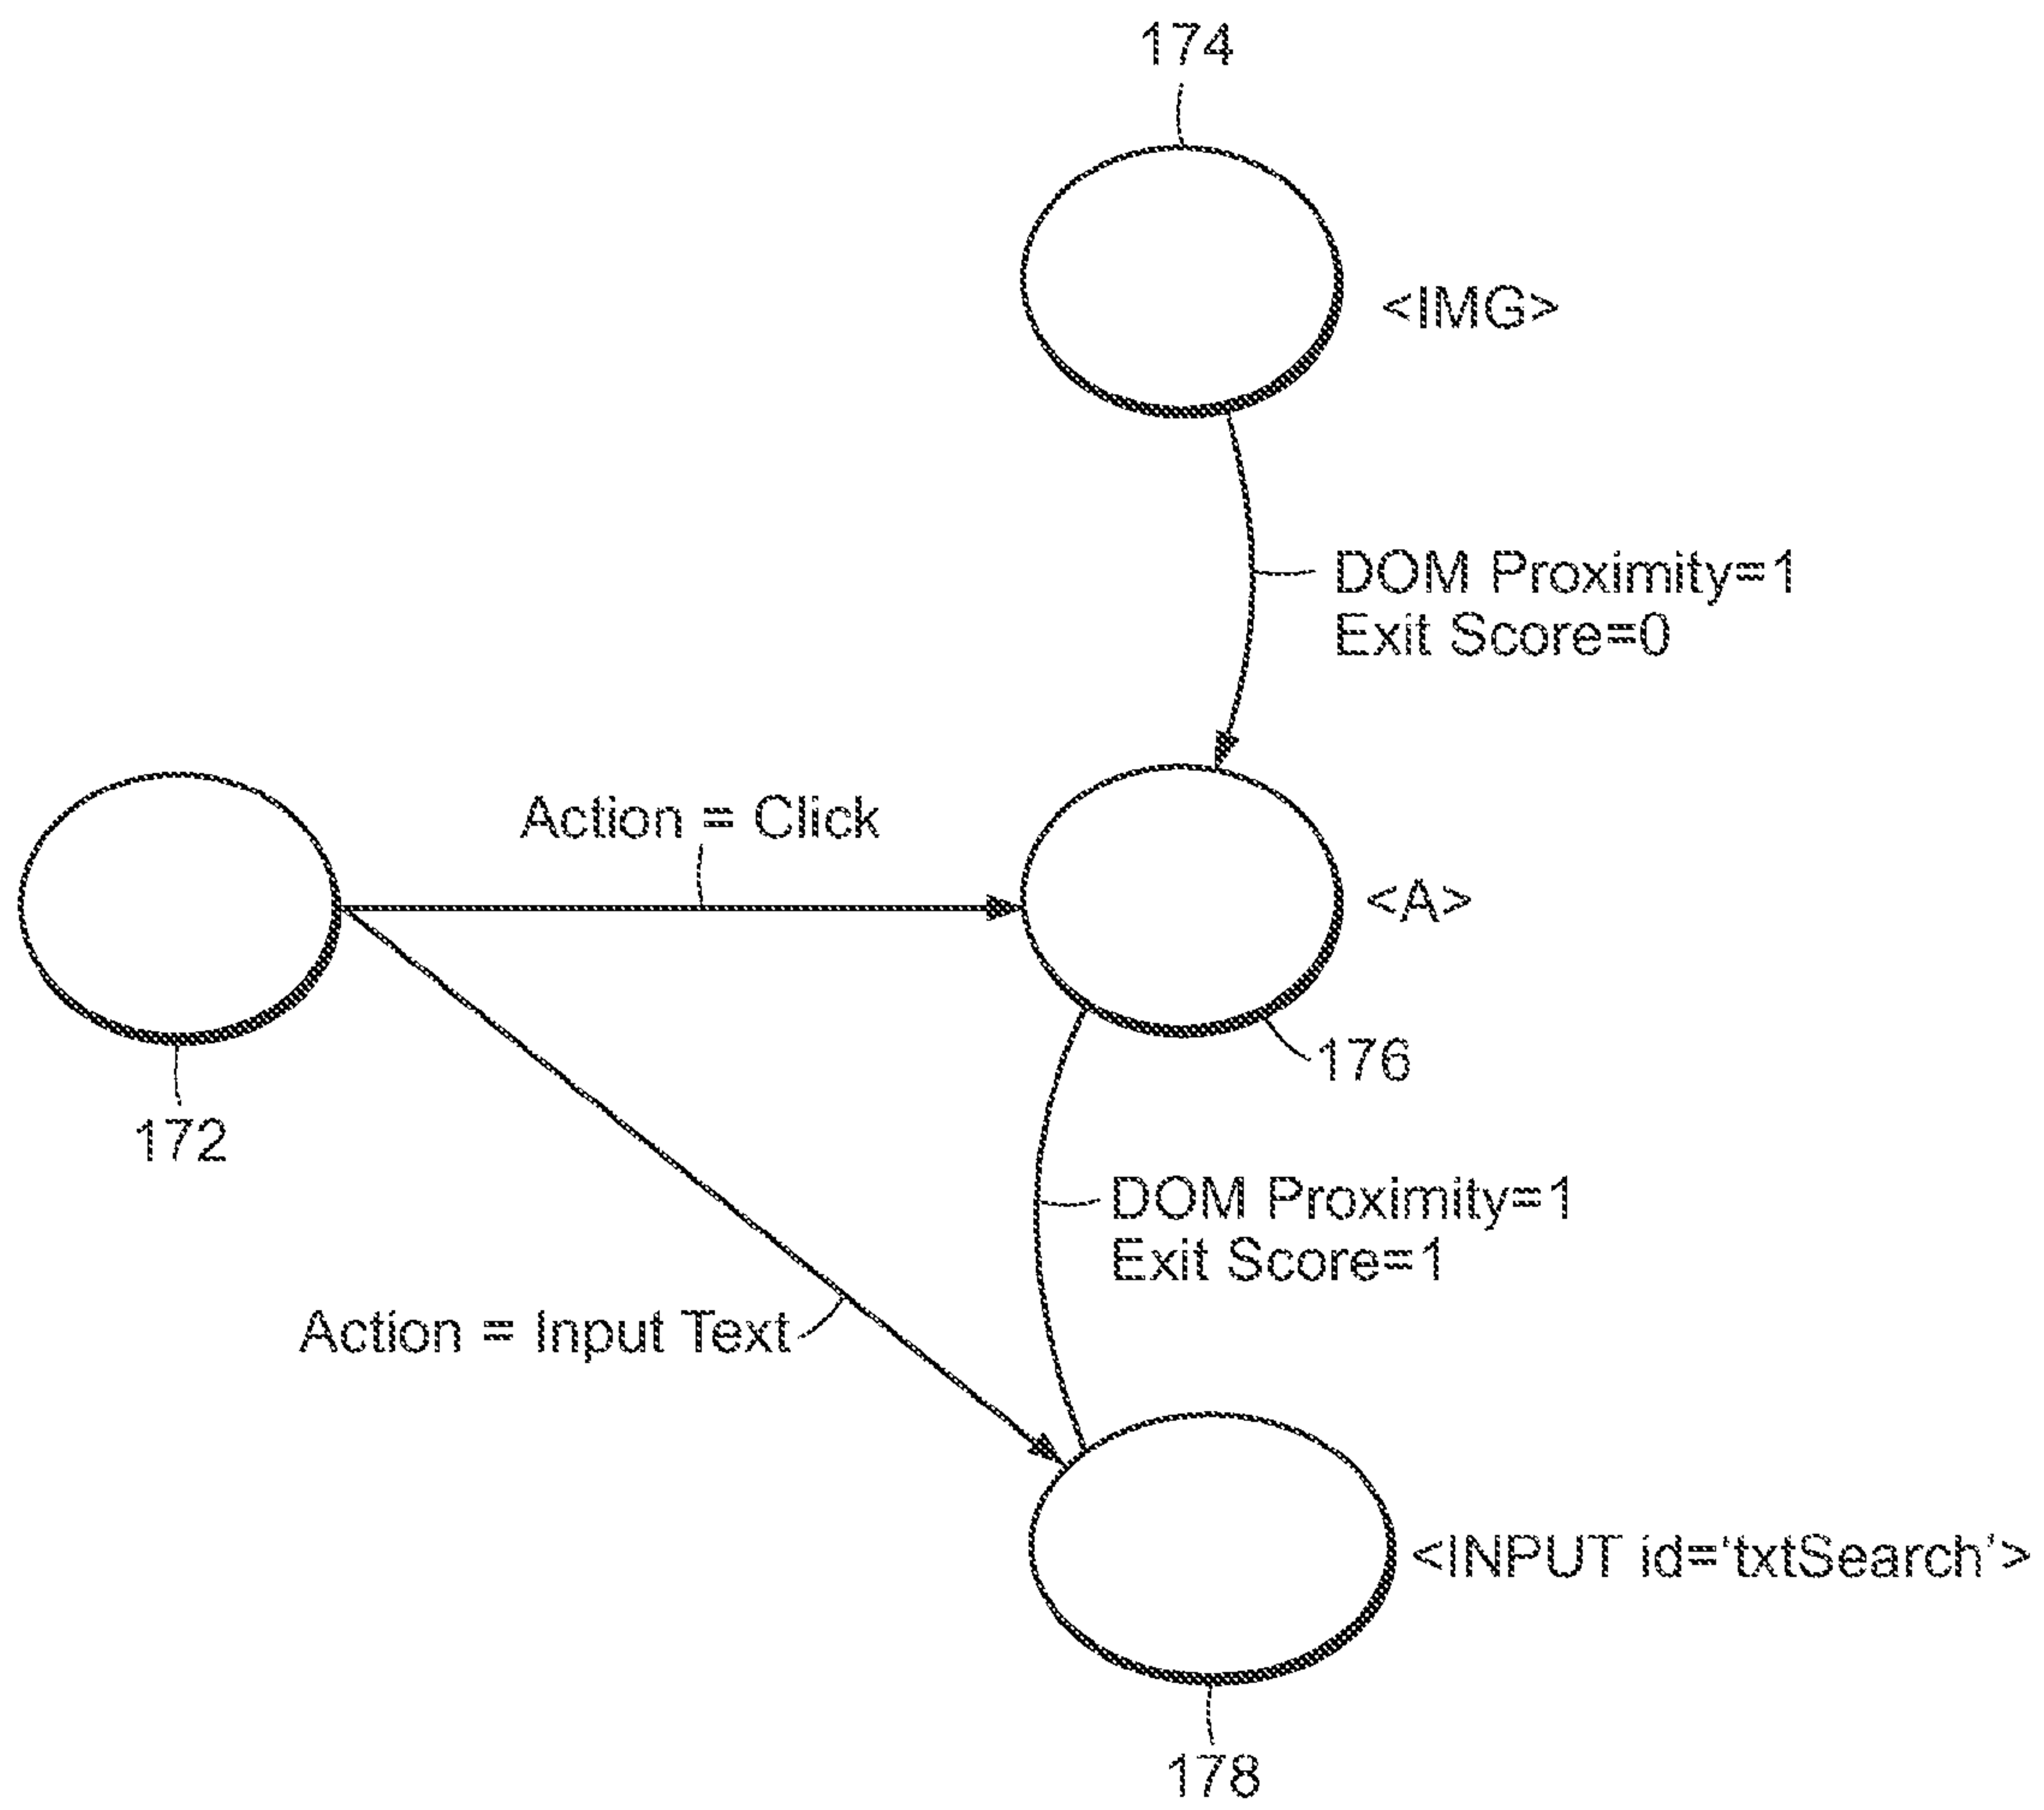 174
<IMG>
DOM Proximity=1
Exit Score=0
Action = Click
<A>
176
172
DOM Proximity=1
Exit Score=1
Action = Input Text
<INPUT id=‘txtSearch’>
178